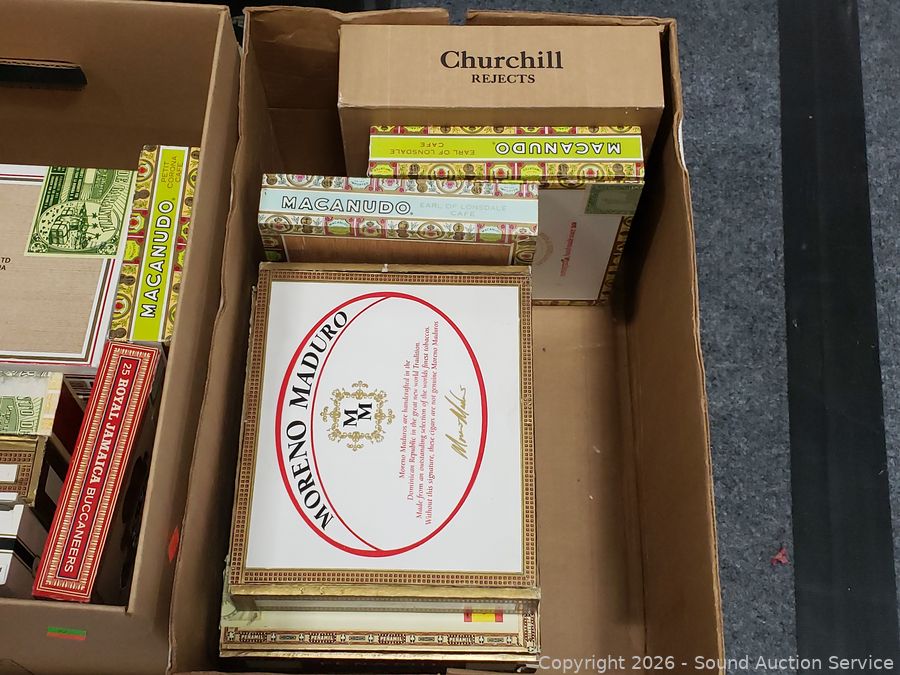 Churchill
REJECTS
MACANUDO®
EARL OF LONSDALE
CAFE
MACANUDO®
EARL OF LONSDALE
CAFE
MACANUDO®
PETIT
CORONA
CAFE
25 ROYAL JAMAICA BUCCANEERS
MORENO MADURO
MM
Moreno Maduros are handcrafted in the
Dominican Republic in the great new world Tradition.
Made from an outstanding selection of the worlds finest tobaccos.
Without this signature, these cigars are not genuine Moreno Maduros
Copyright 2026 - Sound Auction Service